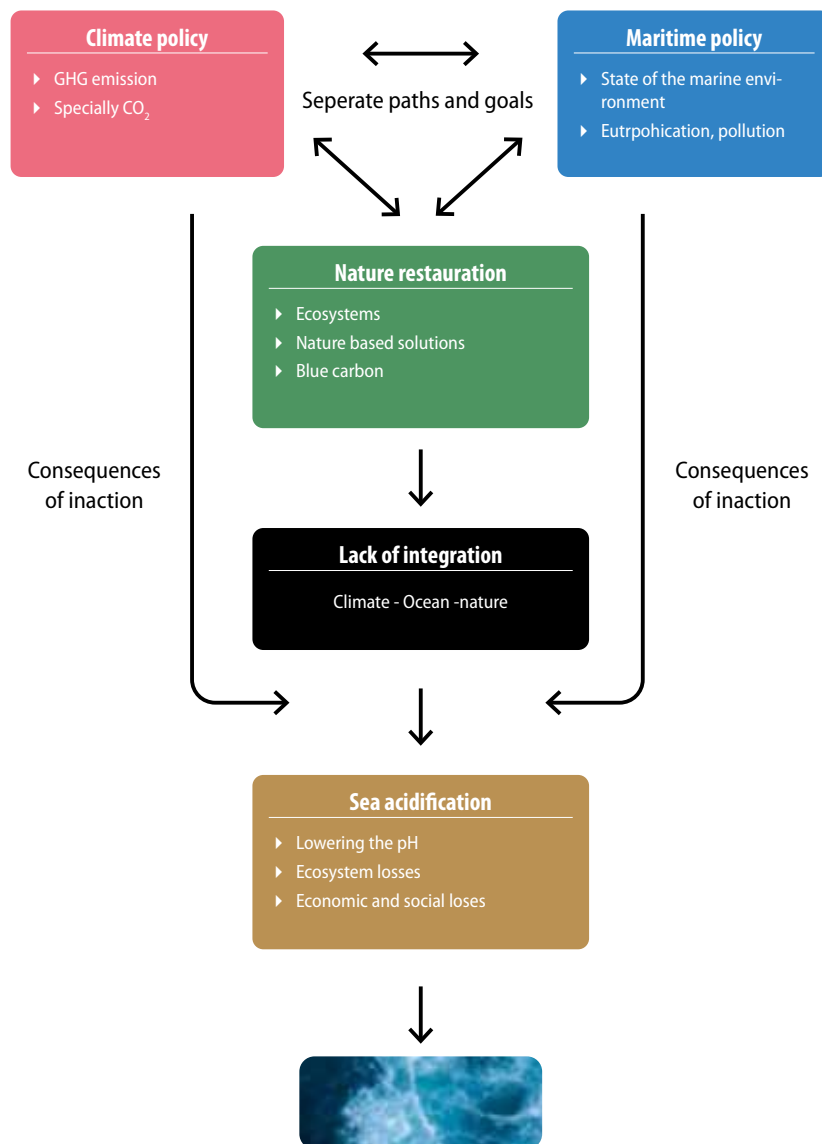 Climate policy
GHG emission
Specially CO₂
Seperate paths and goals
Maritime policy
State of the marine envi-
ronment
Eutrpohication, pollution
Nature restauration
Ecosystems
Nature based solutions
Blue carbon
Consequences
of inaction
Consequences
of inaction
Lack of integration
Climate - Ocean -nature
Sea acidification
Lowering the pH
Ecosystem losses
Economic and social loses